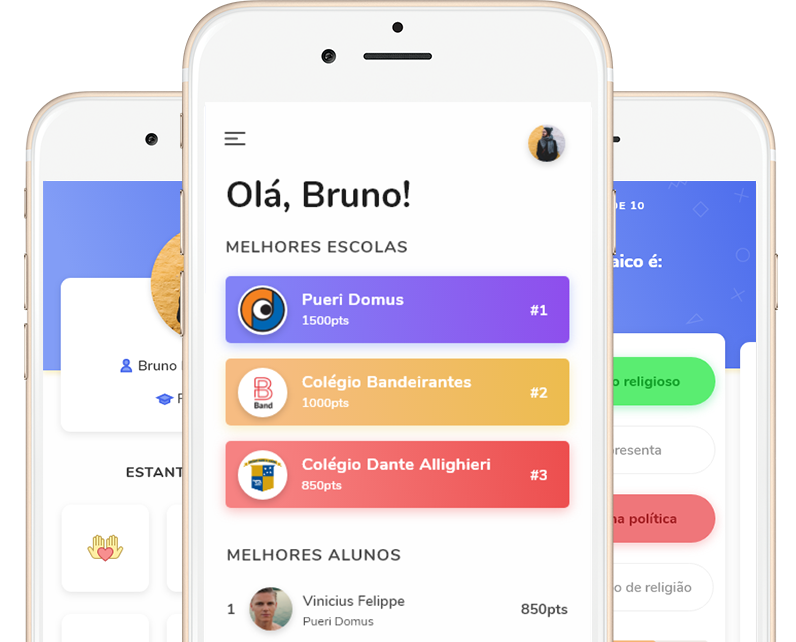 Olá, Bruno!
MELHORES ESCOLAS
Pueri Domus
1500pts
#1
Band
Colégio Bandeirantes
1000pts
#2
Colégio Dante Allighieri
850pts
#3
MELHORES ALUNOS
1
Vinicius Felippe
Pueri Domus
850pts
Bruno
ESTANT
DE 10
aico é:
o religioso
presenta
na política
o de religião